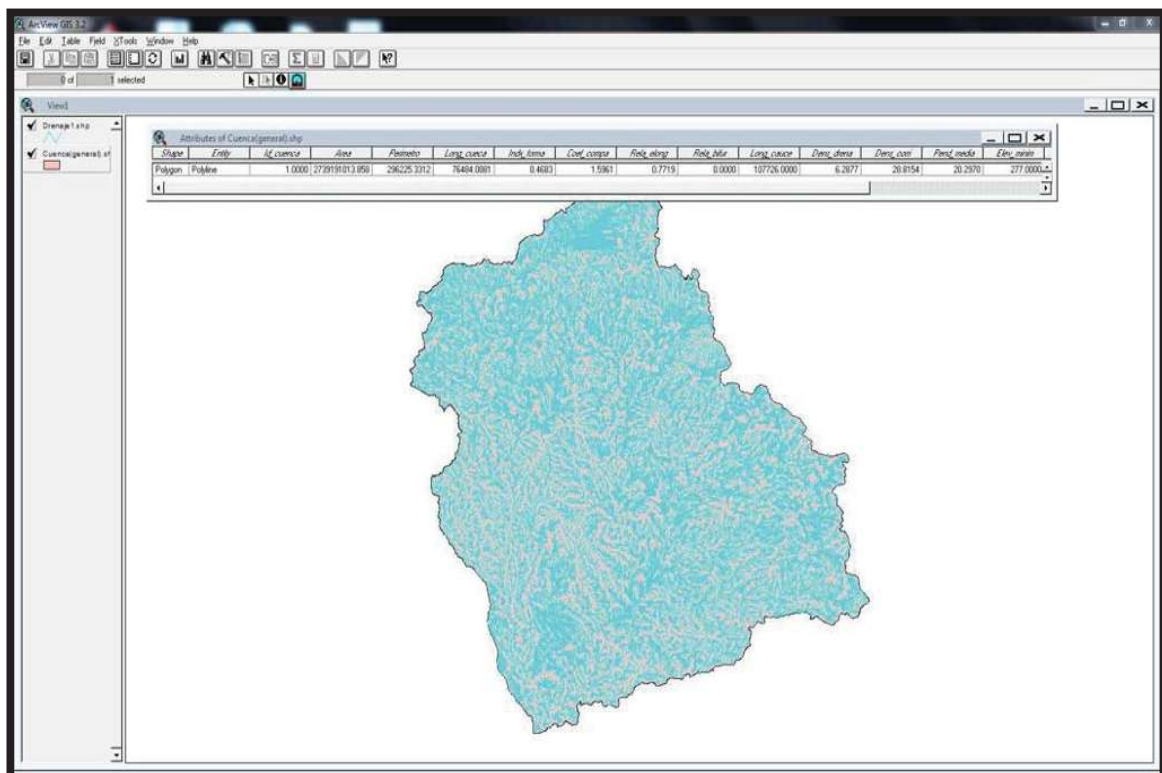 ArcView GIS 3.2
File Edit Table Field XTools Window Help
0 of 1 selected
View1
Drenaje1.shp
Cuenca(general).sh
Attributes of Cuenca(general).shp
Shape Entity Id_cuenca Area Perimetro Long_cueca Indx_forma Coef_compa Rela_elong Rela_bifur Long_cauce Dens_drena Dens_corri Pend_media Elev_minim
Polygon Polyline 1.0000 2739191013.858 296225.3312 76484.0881 0.4683 1.5961 0.7719 0.0000 107726.0000 6.2877 28.8154 20.2970 277.0000